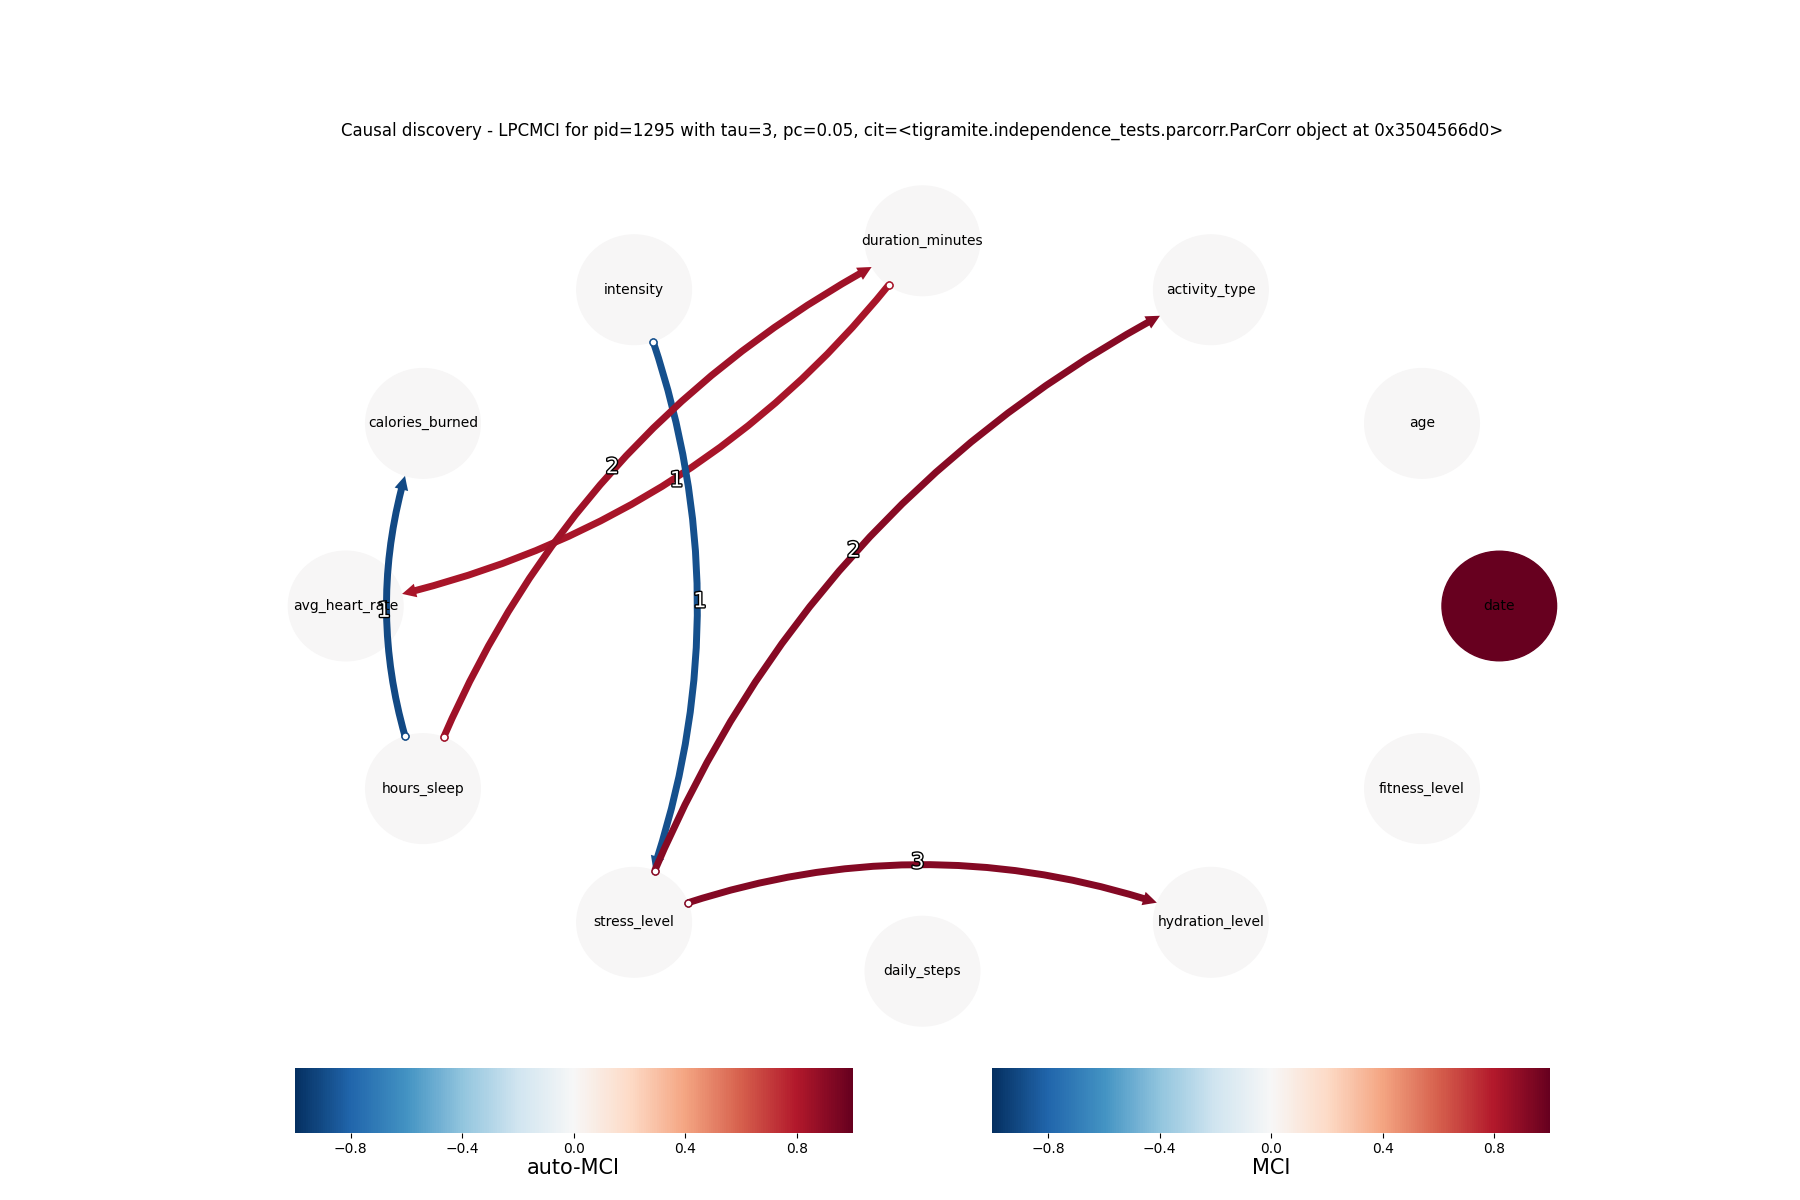 Causal discovery - LPCMCI for pid=1295 with tau=3, pc=0.05, cit=<tigramite.independence_tests.parcorr.ParCorr object at 0x3504566d0>
duration_minutes
intensity
activity_type
calories_burned
age
2
1
2
avg_heart_rate
1
1
date
hours_sleep
fitness_level
3
stress_level
hydration_level
daily_steps
−0.8 −0.4 0.0 0.4 0.8
auto-MCI
−0.8 −0.4 0.0 0.4 0.8
MCI